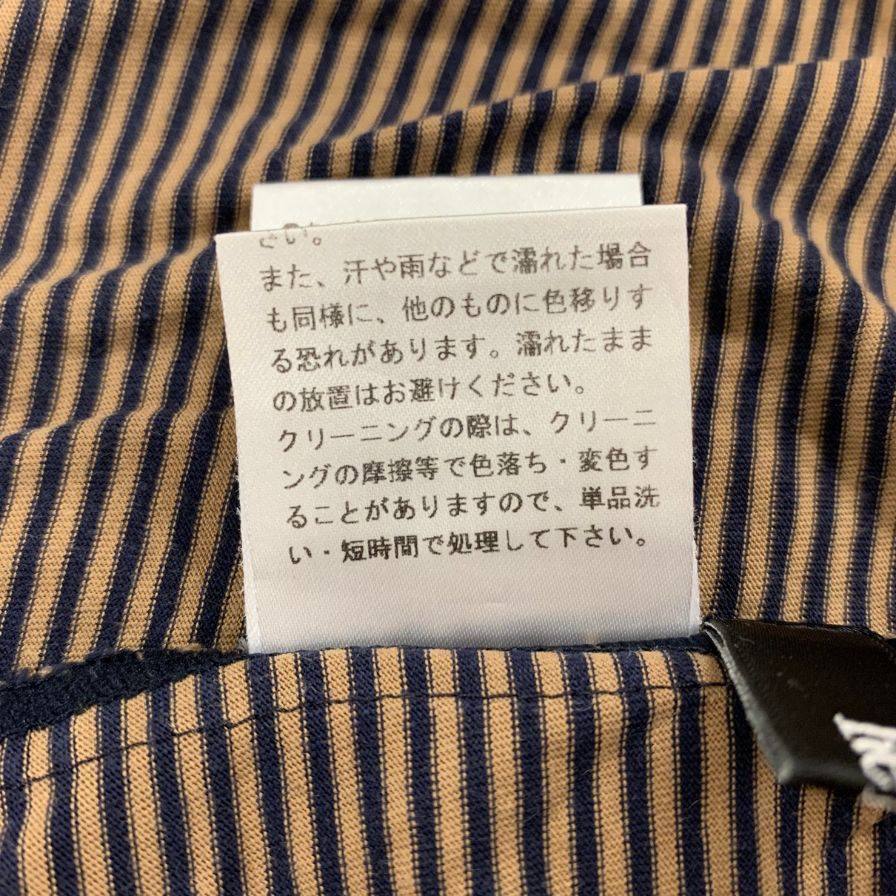 さい。
また、汗や雨などで濡れた場合
も同様に、他のものに色移りす
る恐れがあります。濡れたまま
の放置はお避けください。
クリーニングの際は、クリーニ
ングの摩擦等で色落ち・変色す
ることがありますので、単品洗
い・短時間で処理して下さい。